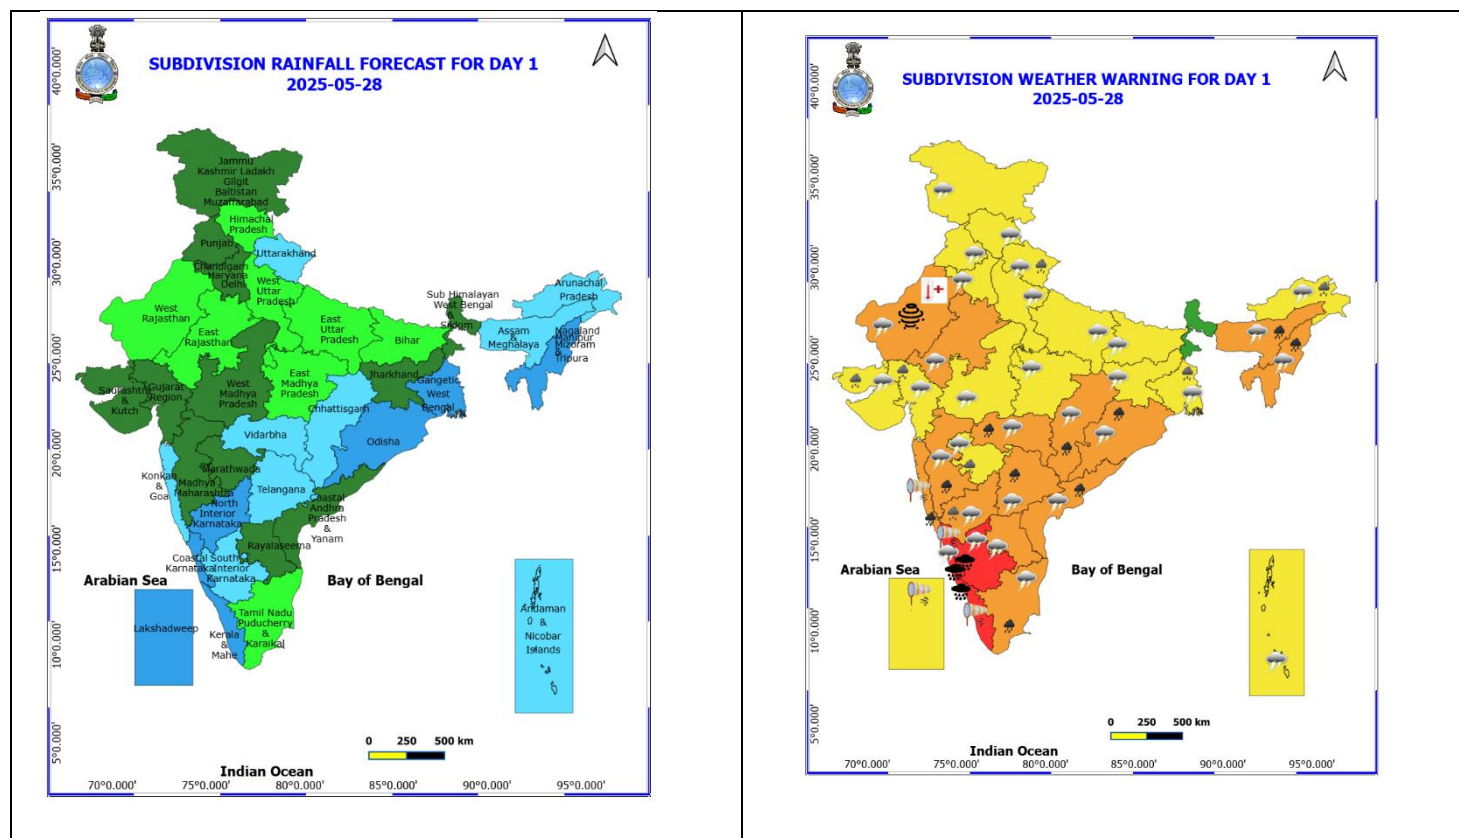 SUBDIVISION RAINFALL FORECAST FOR DAY 1
2025-05-28
40°0.000'
35°0.000'
30°0.000'
25°0.000'
20°0.000'
15°0.000'
10°0.000'
5°0.000'
Jammu
Kashmir Ladakh
Gilgit
Baltistan
Muzaffarabad
Himachal
Pradesh
Punjab
Uttarakhand
Chandigarh
Haryana
Delhi
West
Uttar
Pradesh
West
Rajasthan
East
Rajasthan
East
Uttar
Pradesh
Bihar
Sub Himalayan
West Bengal
&
Sikkim
Arunachal
Pradesh
Assam
&
Meghalaya
Nagaland
Manipur
Mizoram
&
Tripura
Saurashtra
&
Kutch
Gujarat
Region
West
Madhya
Pradesh
East
Madhya
Pradesh
Jharkhand
Gangetic
West
Bengal
Chhattisgarh
Odisha
Vidarbha
Konkan
&
Goa
Madhya
Maharashtra
Marathwada
Telangana
North
Interior
Karnataka
Coastal
Andhra
Pradesh
&
Yanam
Rayalaseema
Coastal
Karnataka
South
Interior
Karnataka
Arabian Sea
Bay of Bengal
Lakshadweep
Kerala
&
Mahe
Tamil Nadu
Puducherry
&
Karaikal
Andaman
&
Nicobar
Islands
0 250 500 km
Indian Ocean
70°0.000' 75°0.000' 80°0.000' 85°0.000' 90°0.000' 95°0.000'
SUBDIVISION WEATHER WARNING FOR DAY 1
2025-05-28
40°0.000'
35°0.000'
30°0.000'
25°0.000'
20°0.000'
15°0.000'
10°0.000'
5°0.000'
Arabian Sea
Bay of Bengal
0 250 500 km
Indian Ocean
70°0.000' 75°0.000' 80°0.000' 85°0.000' 90°0.000' 95°0.000'